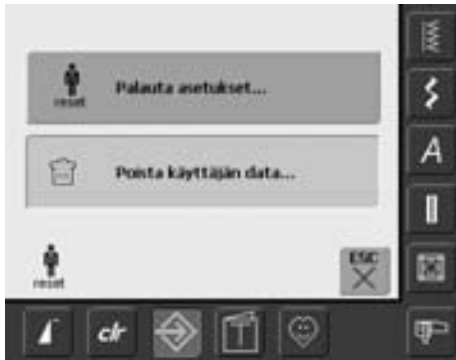 reset
Palauta asetukset...
Poista käyttäjän data...
reset
ESC
A
clr